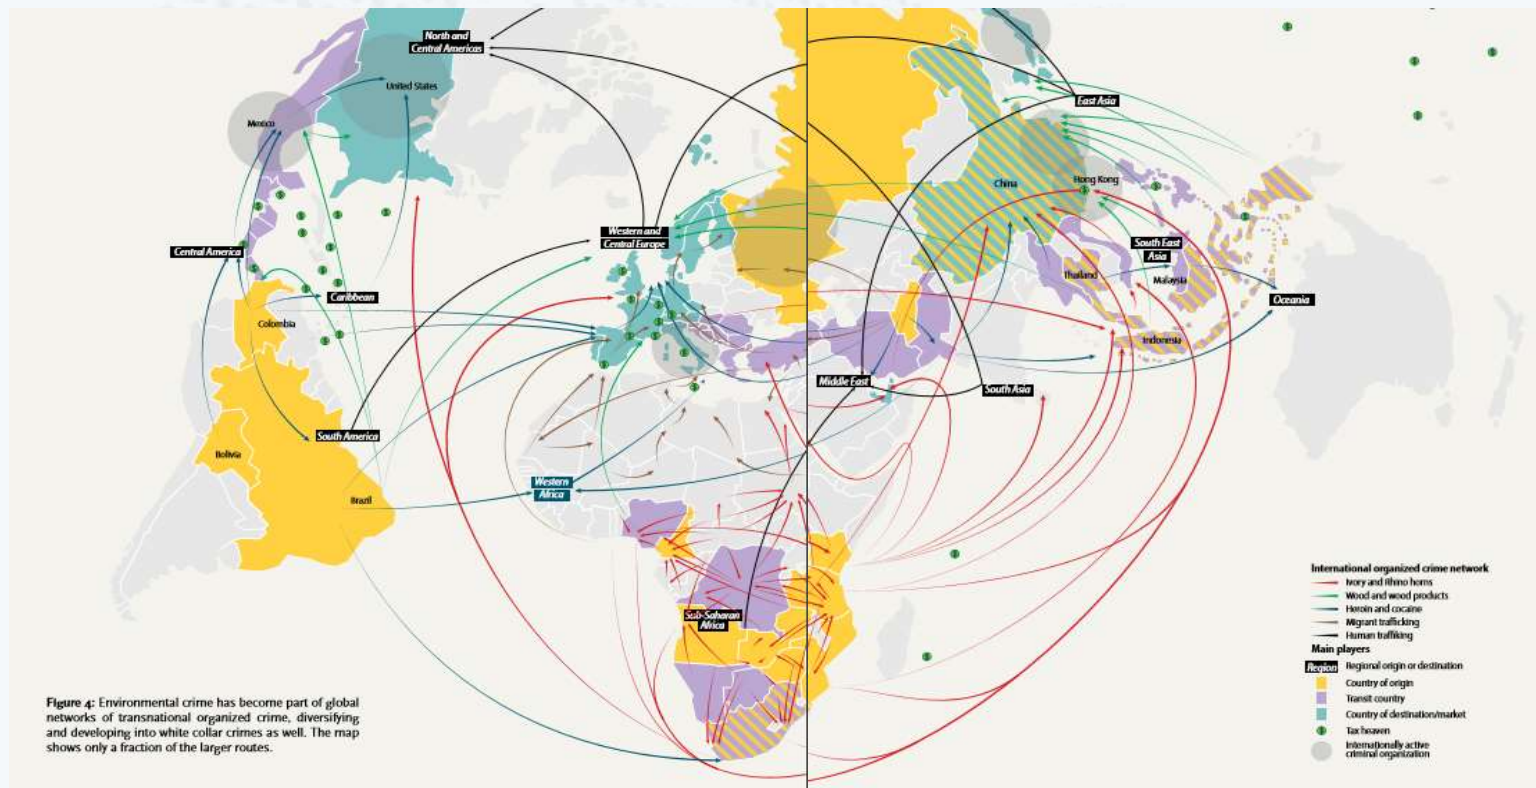 North and
Central Americas
United States
Mexico
East Asia
China
Hong Kong
Western and
Central Europe
Central America
South East
Asia
Thailand
Malaysia
Caribbean
Oceania
Colombia
Indonesia
Middle East
South Asia
South America
Bolivia
Western
Africa
Brazil
Sub-Saharan
Africa
International organized crime network
Ivory and Rhino horns
Wood and wood products
Heroin and cocaine
Migrant trafficking
Human traffiking
Main players
Region Regional origin or destination
Country of origin
Transit country
Country of destination/market
$ Tax heaven
Internationally active
criminal organization
Figure 4: Environmental crime has become part of global
networks of transnational organized crime, diversifying
and developing into white collar crimes as well. The map
shows only a fraction of the larger routes.